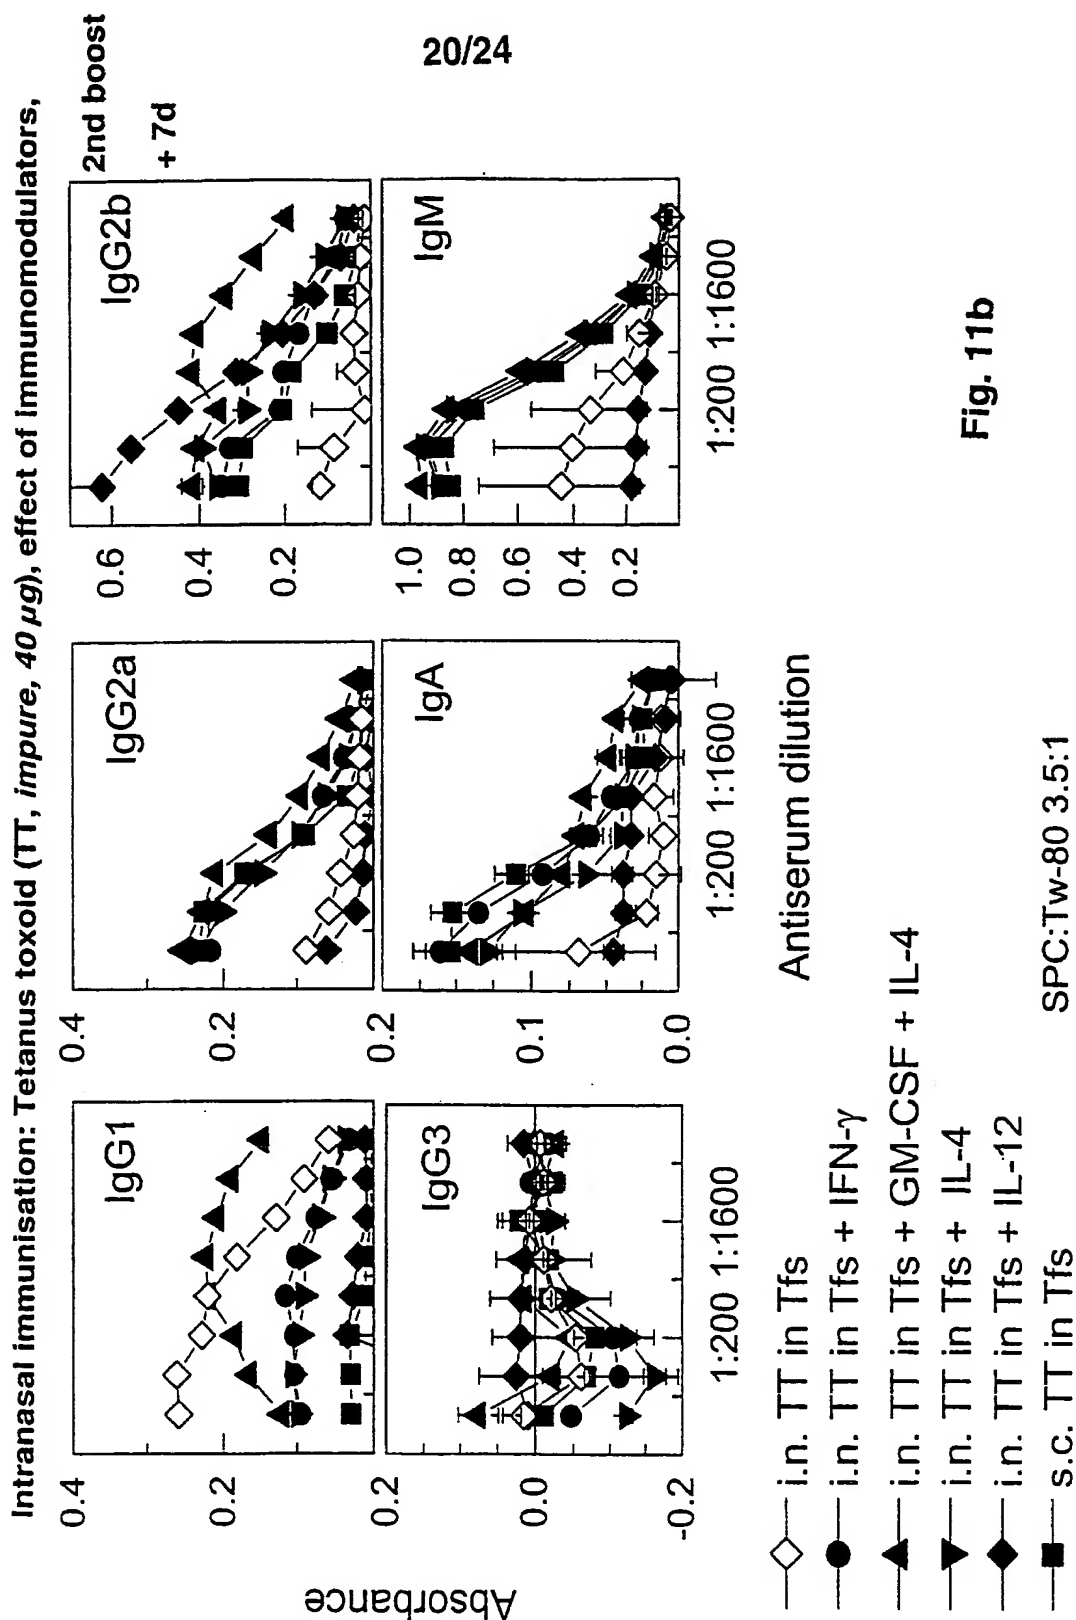 20/24
Intranasal immunisation: Tetanus toxoid (TT, impure, 40 µg), effect of immunomodulators,
2nd boost
+ 7d
IgG1
IgG2a
IgG2b
0.4
0.2
0.4
0.2
0.6
0.4
0.2
IgG3
IgA
IgM
0.0
-0.2
0.2
0.1
0.0
1.0
0.8
0.6
0.4
0.2
Absorbance
1:200 1:1600
1:200 1:1600
1:200 1:1600
Antiserum dilution
i.n. TT in Tfs
i.n. TT in Tfs + IFN-γ
i.n. TT in Tfs + GM-CSF + IL-4
i.n. TT in Tfs + IL-4
i.n. TT in Tfs + IL-12
s.c. TT in Tfs
SPC:Tw-80 3.5:1
Fig. 11b